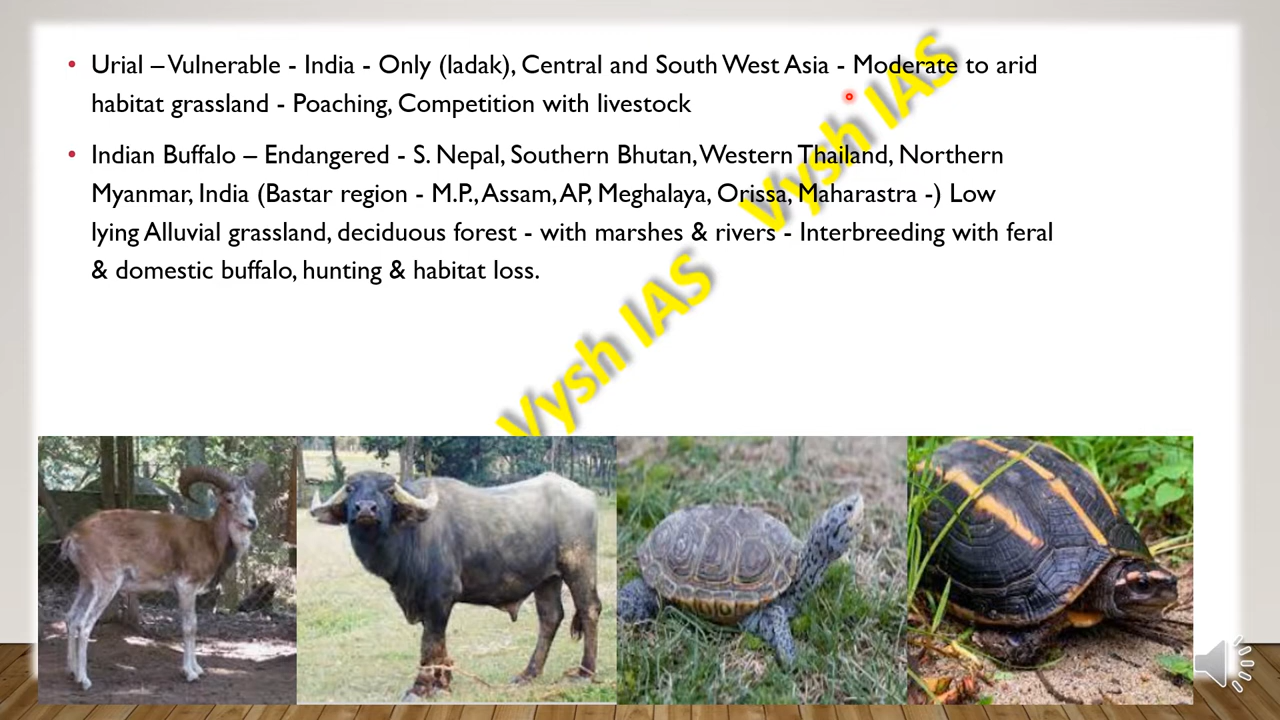 • Urial – Vulnerable - India - Only (ladak), Central and South West Asia - Moderate to arid
habitat grassland - Poaching, Competition with livestock
• Indian Buffalo – Endangered - S. Nepal, Southern Bhutan, Western Thailand, Northern
Myanmar, India (Bastar region - M.P., Assam, AP, Meghalaya, Orissa, Maharastra -) Low
lying Alluvial grassland, deciduous forest - with marshes & rivers - Interbreeding with feral
& domestic buffalo, hunting & habitat loss.
Vysh IAS
Vysh IAS